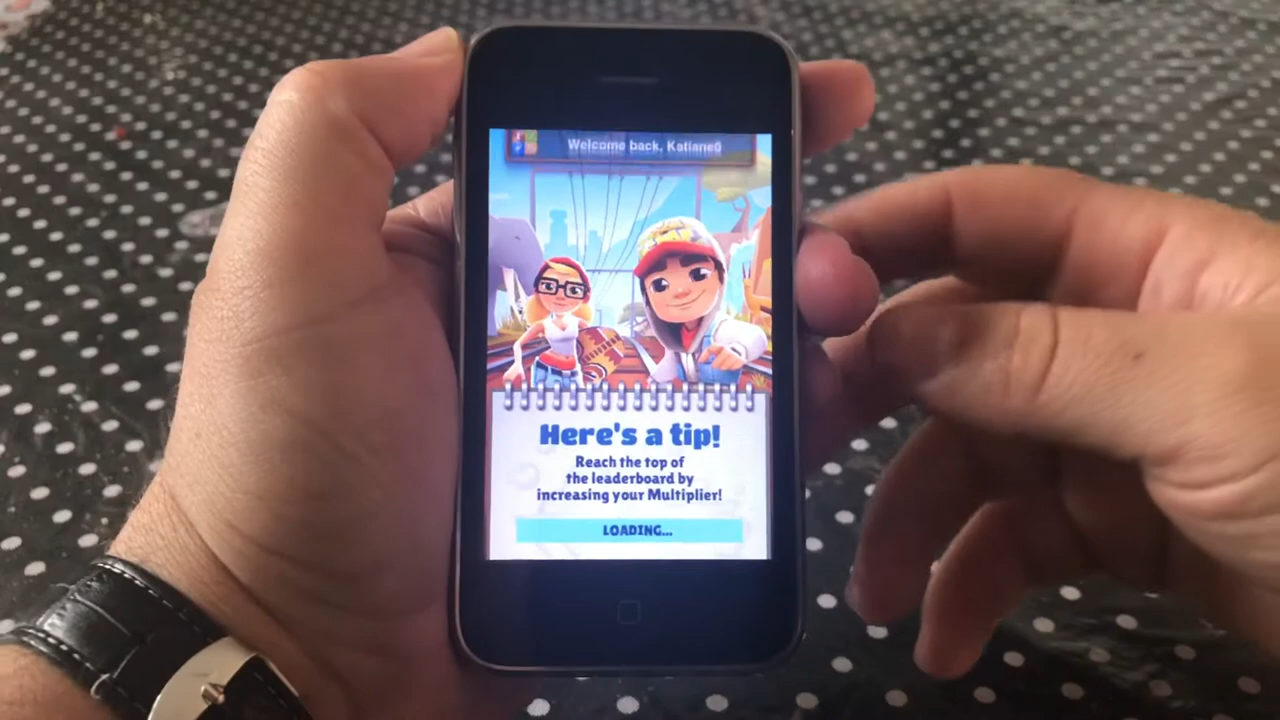 Welcome back, Katiane0
Here's a tip!
Reach the top of
the leaderboard by
increasing your Multiplier!
LOADING...